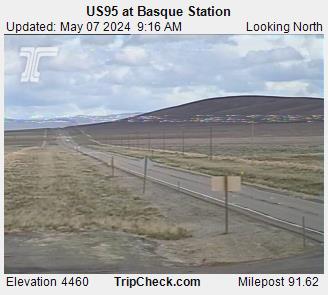 US95 at Basque Station
Updated: May 07 2024 9:16 AM Looking North
Elevation 4460 TripCheck.com Milepost 91.62